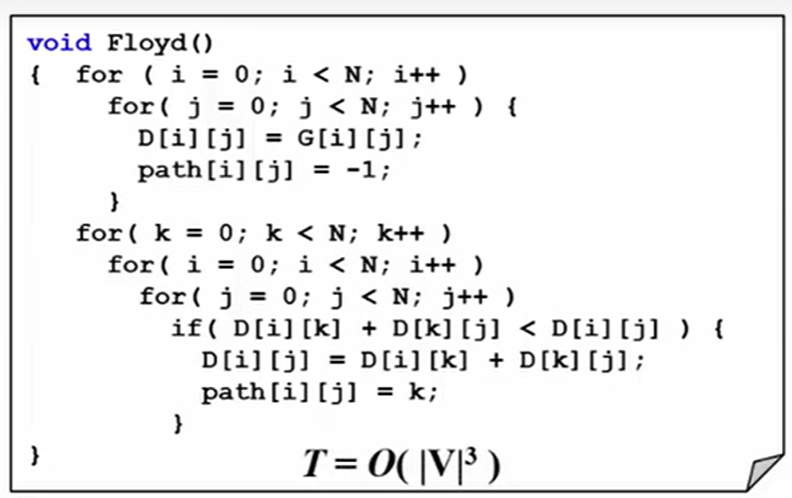 void Floyd()
{  for ( i = 0; i < N; i++ )
for( j = 0; j < N; j++ ) {
D[i][j] = G[i][j];
path[i][j] = -1;
}
for( k = 0; k < N; k++ )
for( i = 0; i < N; i++ )
for( j = 0; j < N; j++ )
if( D[i][k] + D[k][j] < D[i][j] ) {
D[i][j] = D[i][k] + D[k][j];
path[i][j] = k;
}
}
T = O( |V|³ )